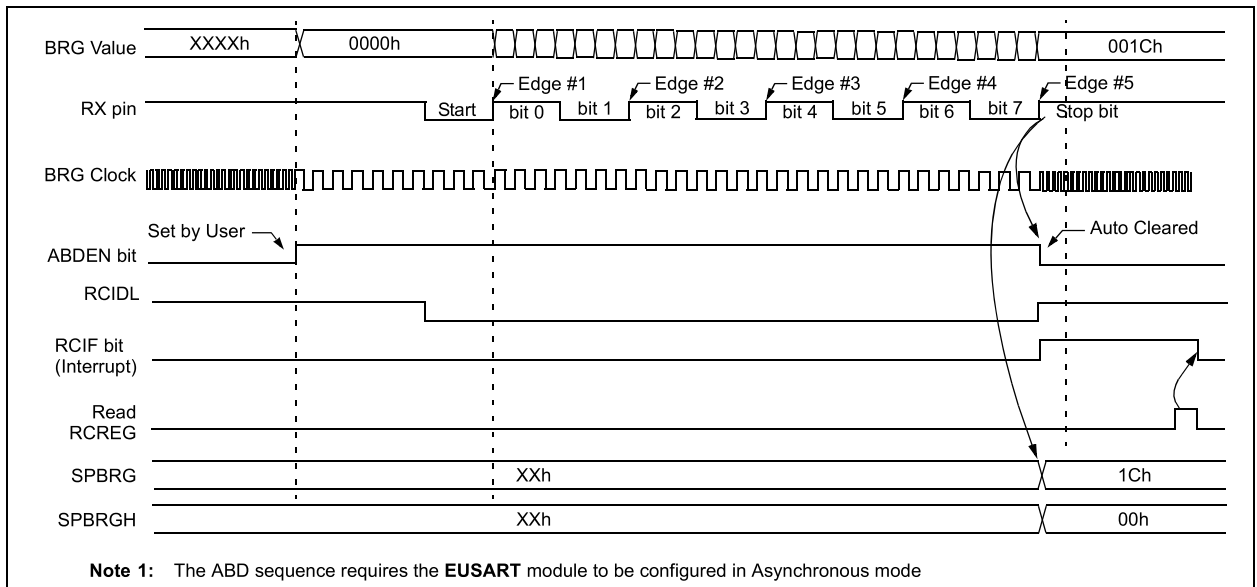 BRG Value XXXXh 0000h 001Ch
Edge #1 Edge #2 Edge #3 Edge #4 Edge #5
RX pin Start bit 0 bit 1 bit 2 bit 3 bit 4 bit 5 bit 6 bit 7 Stop bit
BRG Clock
Set by User Auto Cleared
ABDEN bit
RCIDL
RCIF bit
(Interrupt)
Read
RCREG
SPBRG XXh 1Ch
SPBRGH XXh 00h
Note 1: The ABD sequence requires the EUSART module to be configured in Asynchronous mode